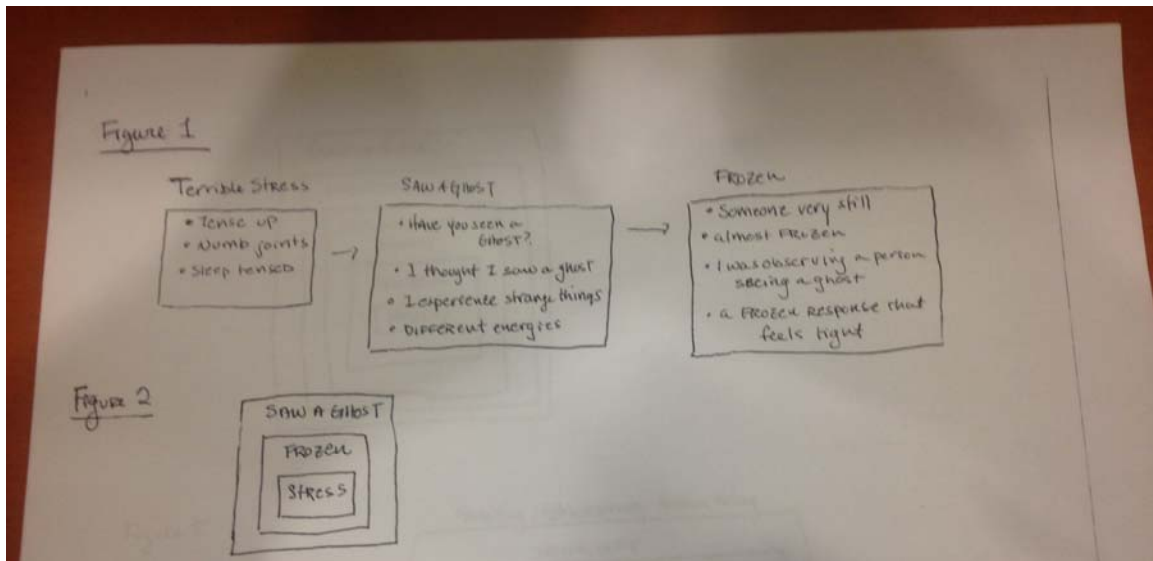 Figure 1
Terrible Stress
• Tense up
• Numb joints
• Sleep tensed
SAW A GHOST
• Have you seen a
GHOST?
• I thought I saw a ghost
• I experience strange things
• DIFFERENT energies
FROZEN
• Someone very still
• almost FROZEN
• I was observing a person
seeing a ghost
• a FROZEN RESPONSE that
feels tight
Figure 2
SAW A GHOST
FROZEN
STRESS